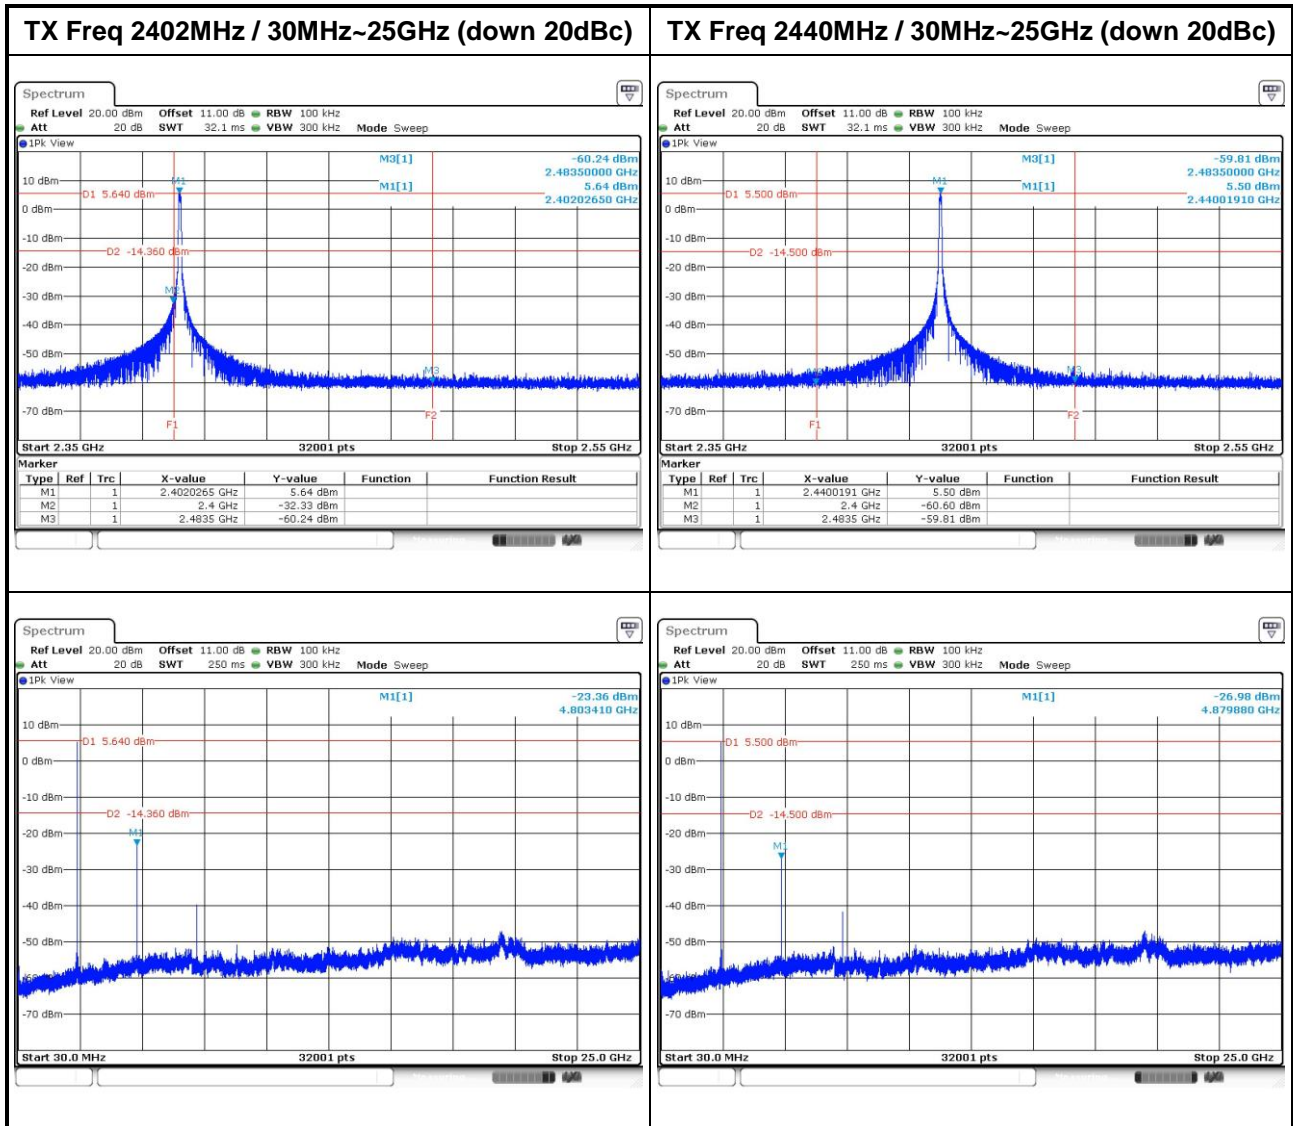 TX Freq 2402MHz / 30MHz~25GHz (down 20dBc)
TX Freq 2440MHz / 30MHz~25GHz (down 20dBc)
Spectrum
Ref Level 20.00 dBm Offset 11.00 dB RBW 100 kHz
Att 20 dB SWT 32.1 ms VBW 300 kHz Mode Sweep
1Pk View
M3[1] -60.24 dBm
2.48350000 GHz
M1[1] 5.64 dBm
2.40202650 GHz
10 dBm
M1
D1 5.640 dBm
0 dBm
-10 dBm
D2 -14.360 dBm
-20 dBm
M2
-30 dBm
-40 dBm
-50 dBm
M3
-70 dBm
F1
F2
Start 2.35 GHz 32001 pts Stop 2.55 GHz
Marker
Type Ref Trc X-value Y-value Function Function Result
M1 1 2.4020265 GHz 5.64 dBm
M2 1 2.4 GHz -32.33 dBm
M3 1 2.4835 GHz -60.24 dBm
Spectrum
Ref Level 20.00 dBm Offset 11.00 dB RBW 100 kHz
Att 20 dB SWT 32.1 ms VBW 300 kHz Mode Sweep
1Pk View
M3[1] -59.81 dBm
2.48350000 GHz
M1[1] 5.50 dBm
2.44001910 GHz
10 dBm
M1
D1 5.500 dBm
0 dBm
-10 dBm
D2 -14.500 dBm
-20 dBm
-30 dBm
-40 dBm
-50 dBm
M3
-70 dBm
F1
F2
Start 2.35 GHz 32001 pts Stop 2.55 GHz
Marker
Type Ref Trc X-value Y-value Function Function Result
M1 1 2.4400191 GHz 5.50 dBm
M2 1 2.4 GHz -60.60 dBm
M3 1 2.4835 GHz -59.81 dBm
Spectrum
Ref Level 20.00 dBm Offset 11.00 dB RBW 100 kHz
Att 20 dB SWT 250 ms VBW 300 kHz Mode Sweep
1Pk View
M1[1] -23.36 dBm
4.803410 GHz
10 dBm
D1 5.640 dBm
0 dBm
-10 dBm
D2 -14.360 dBm
-20 dBm
M1
-30 dBm
-40 dBm
-50 dBm
-70 dBm
Start 30.0 MHz 32001 pts Stop 25.0 GHz
Spectrum
Ref Level 20.00 dBm Offset 11.00 dB RBW 100 kHz
Att 20 dB SWT 250 ms VBW 300 kHz Mode Sweep
1Pk View
M1[1] -26.98 dBm
4.879880 GHz
10 dBm
D1 5.500 dBm
0 dBm
-10 dBm
D2 -14.500 dBm
-20 dBm
M1
-30 dBm
-40 dBm
-50 dBm
-70 dBm
Start 30.0 MHz 32001 pts Stop 25.0 GHz